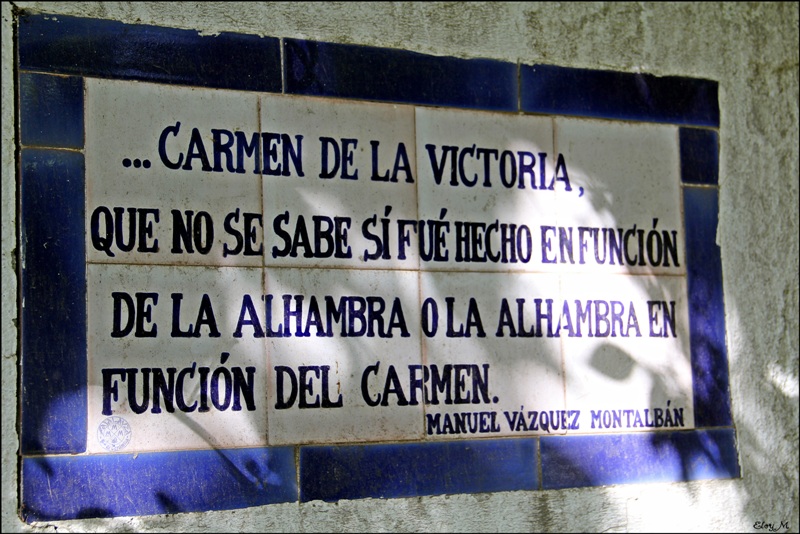 ... CARMEN DE LA VICTORIA,
QUE NO SE SABE SÍ FUÉ HECHO EN FUNCIÓN
DE LA ALHAMBRA O LA ALHAMBRA EN
FUNCIÓN DEL CARMEN.
MANUEL VÁZQUEZ MONTALBÁN
Eloy M.